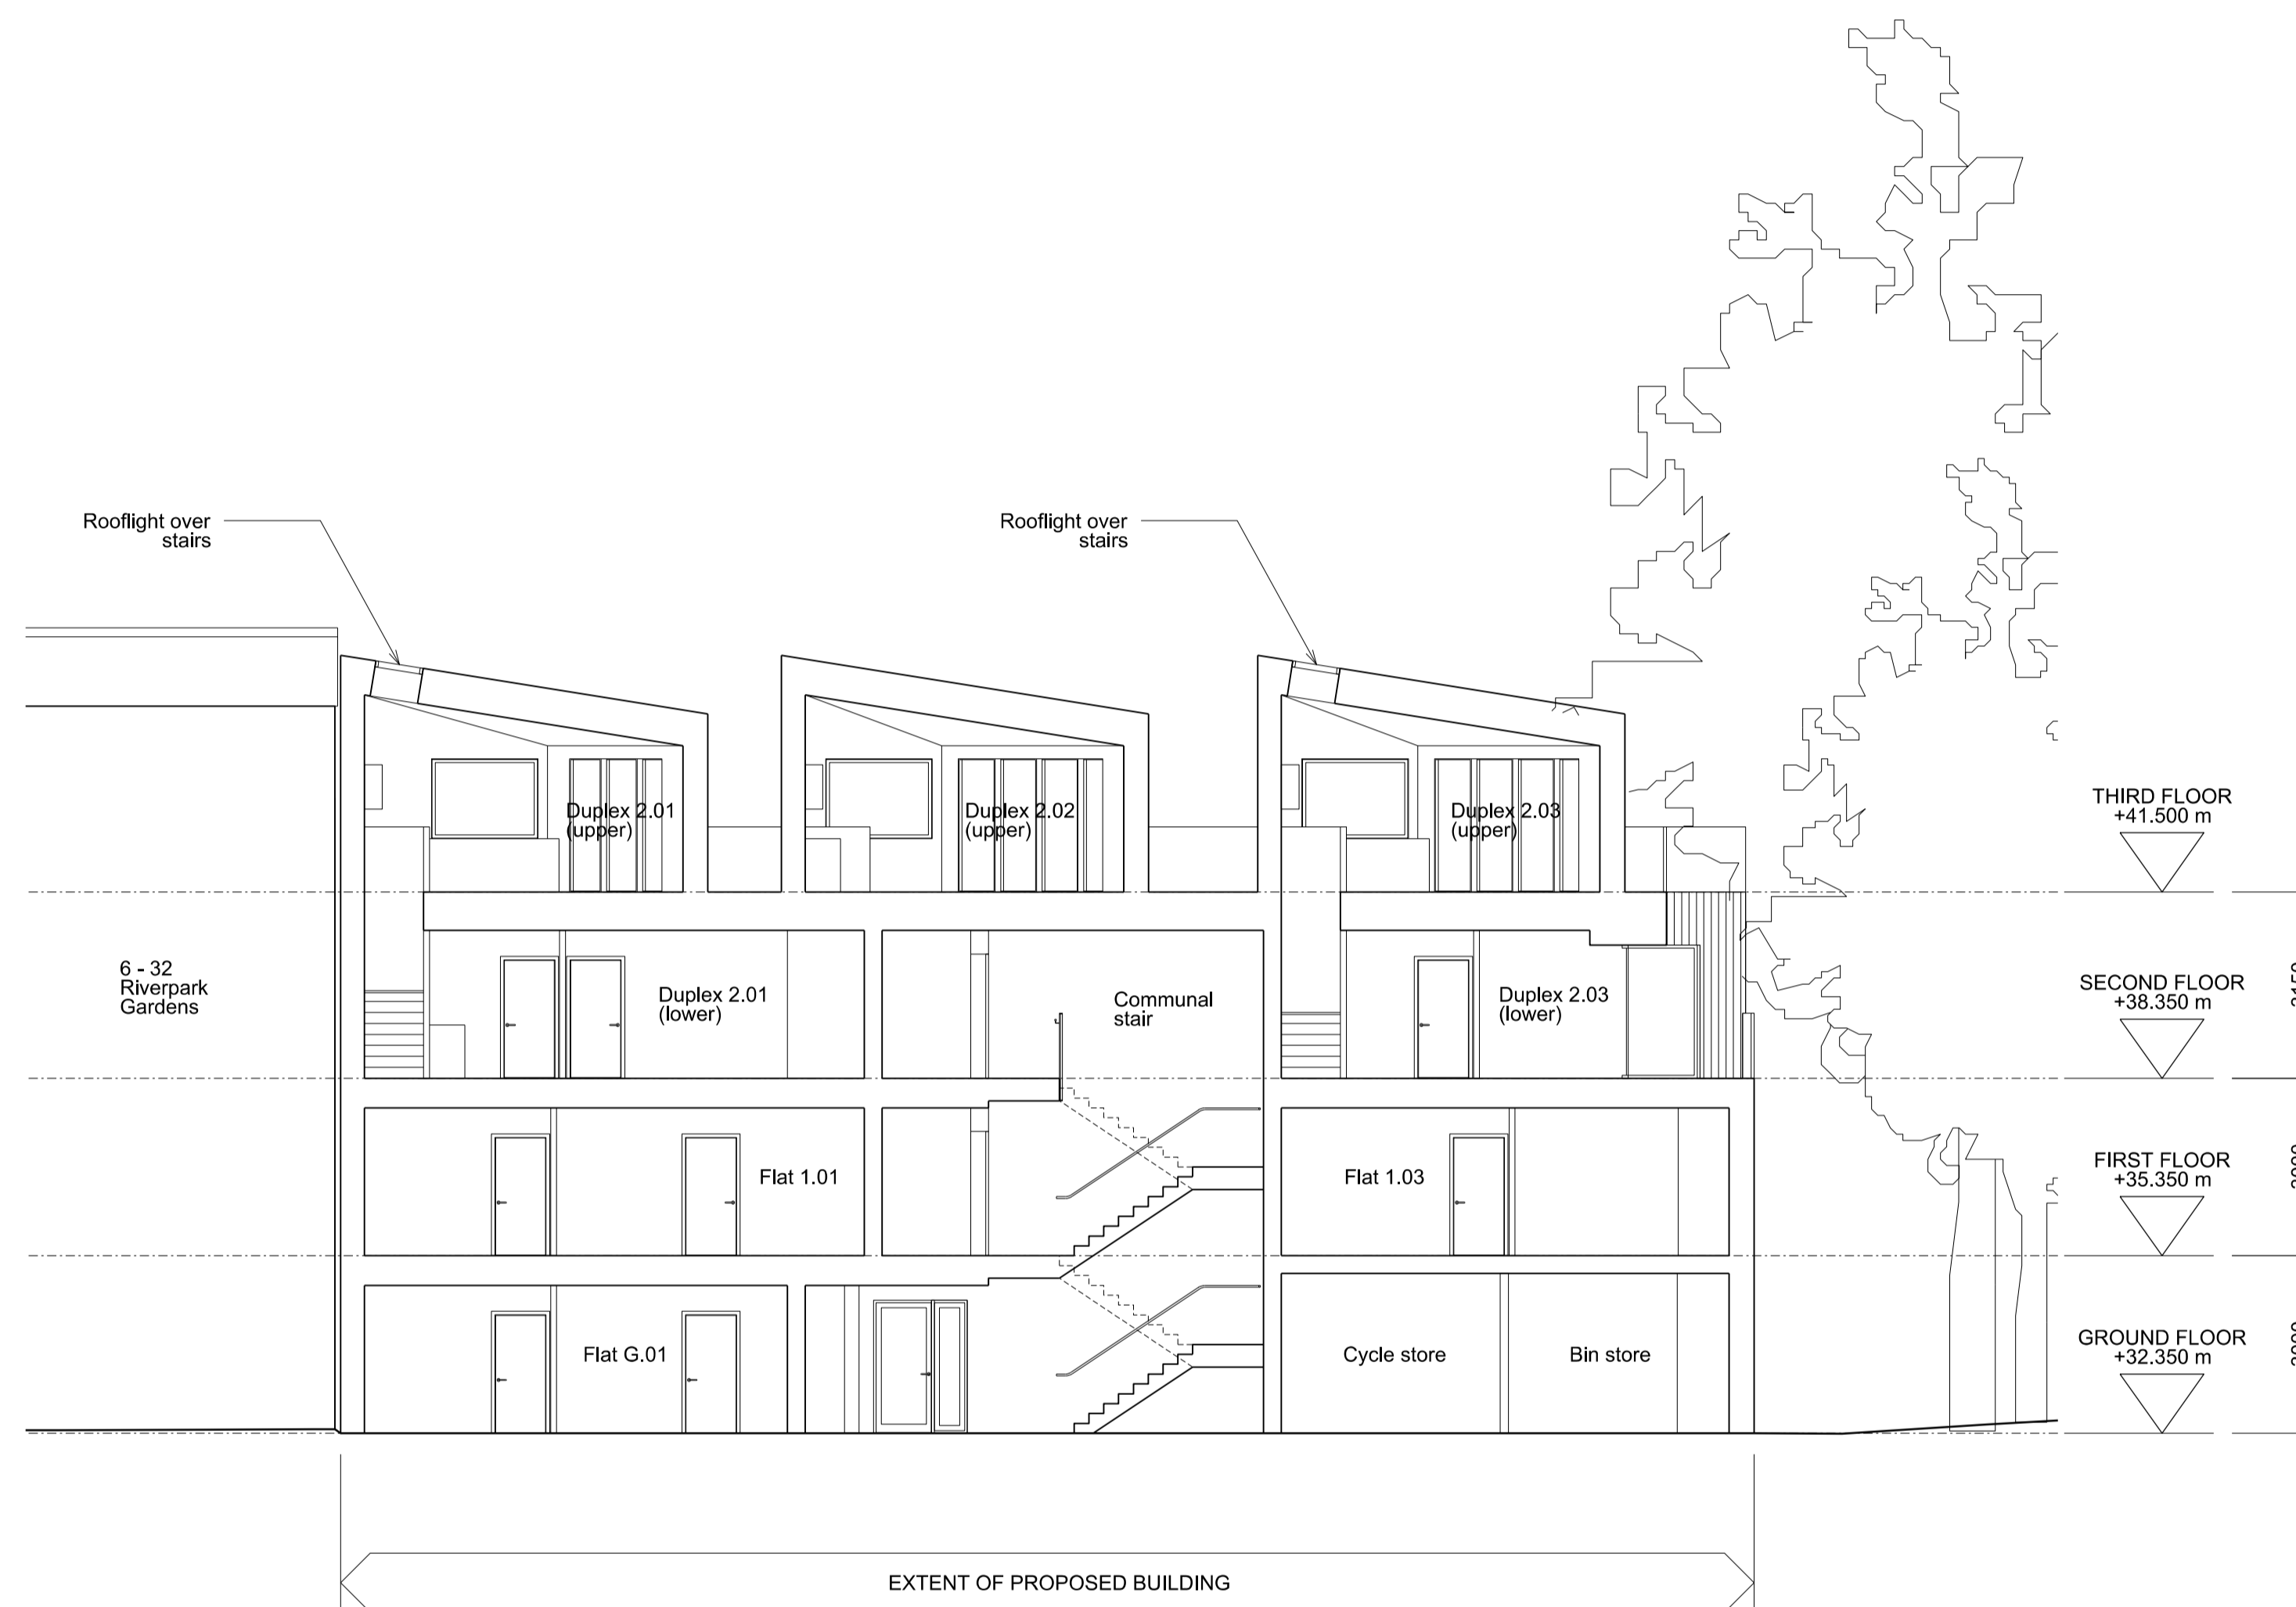 Rooflight over
stairs
Rooflight over
stairs
Duplex 2.01
(upper)
Duplex 2.02
(upper)
Duplex 2.03
(upper)
THIRD FLOOR
+41.500 m
6 - 32
Riverpark
Gardens
Duplex 2.01
(lower)
Communal
stair
Duplex 2.03
(lower)
SECOND FLOOR
+38.350 m
Flat 1.01
Flat 1.03
FIRST FLOOR
+35.350 m
Flat G.01
Cycle store
Bin store
GROUND FLOOR
+32.350 m
EXTENT OF PROPOSED BUILDING